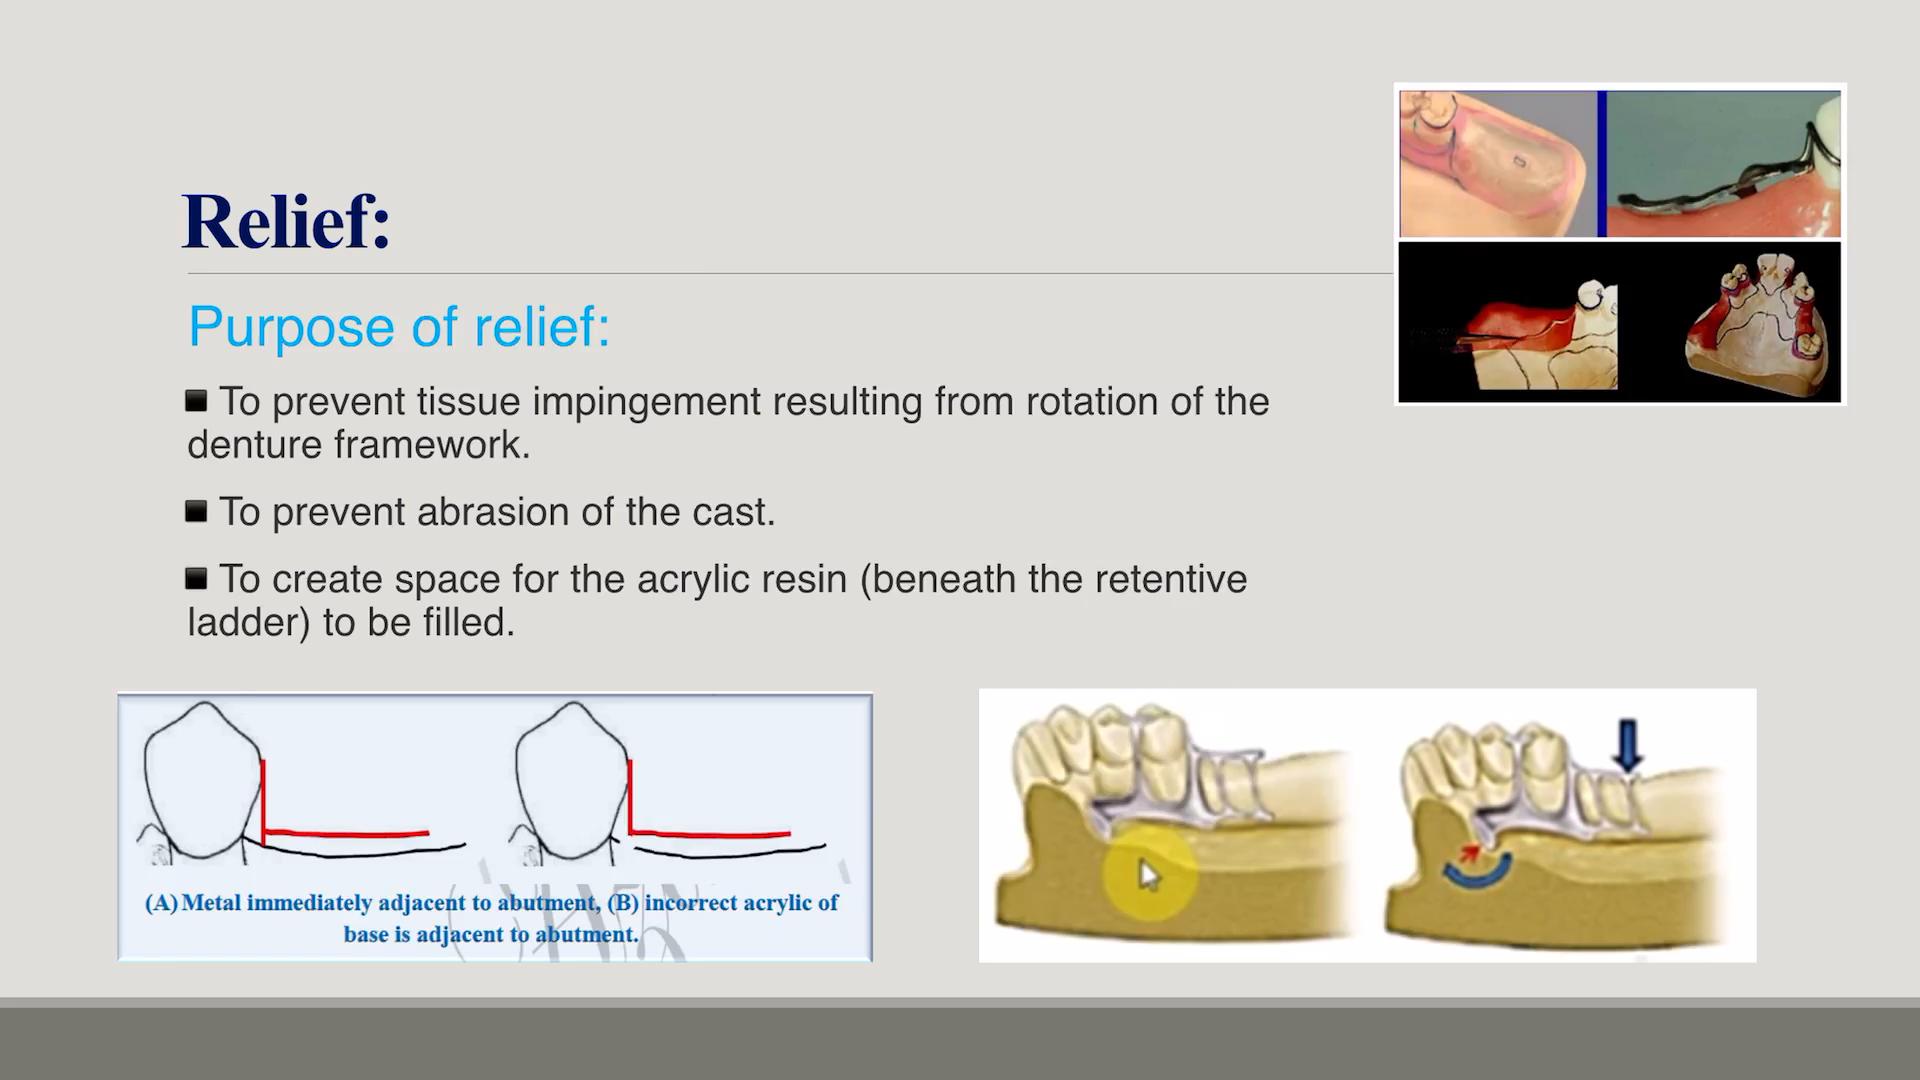 Relief:
Purpose of relief:
To prevent tissue impingement resulting from rotation of the
denture framework.
To prevent abrasion of the cast.
To create space for the acrylic resin (beneath the retentive
ladder) to be filled.
(A) Metal immediately adjacent to abutment, (B) incorrect acrylic of
base is adjacent to abutment.